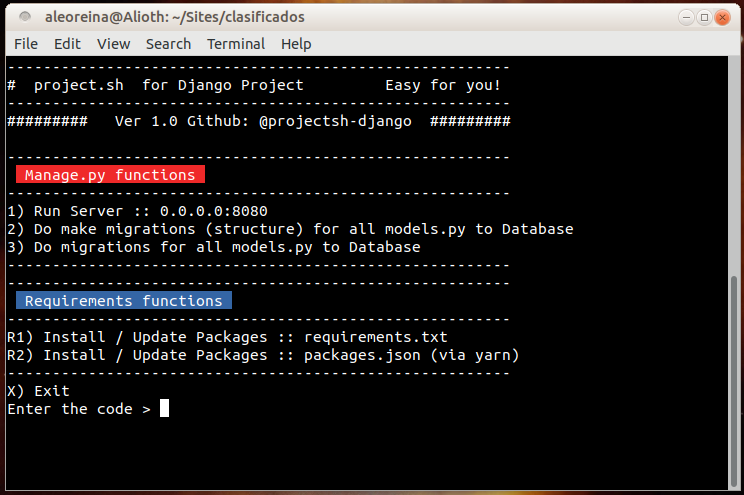 aleoreina@Alioth: ~/Sites/clasificados
File Edit View Search Terminal Help
--------------------------------------------------------
#  project.sh  for Django Project         Easy for you!
--------------------------------------------------------
#########   Ver 1.0 Github: @projectsh-django  #########
--------------------------------------------------------
Manage.py functions
--------------------------------------------------------
1) Run Server :: 0.0.0.0:8080
2) Do make migrations (structure) for all models.py to Database
3) Do migrations for all models.py to Database
--------------------------------------------------------
--------------------------------------------------------
Requirements functions
--------------------------------------------------------
R1) Install / Update Packages :: requirements.txt
R2) Install / Update Packages :: packages.json (via yarn)
--------------------------------------------------------
X) Exit
Enter the code >